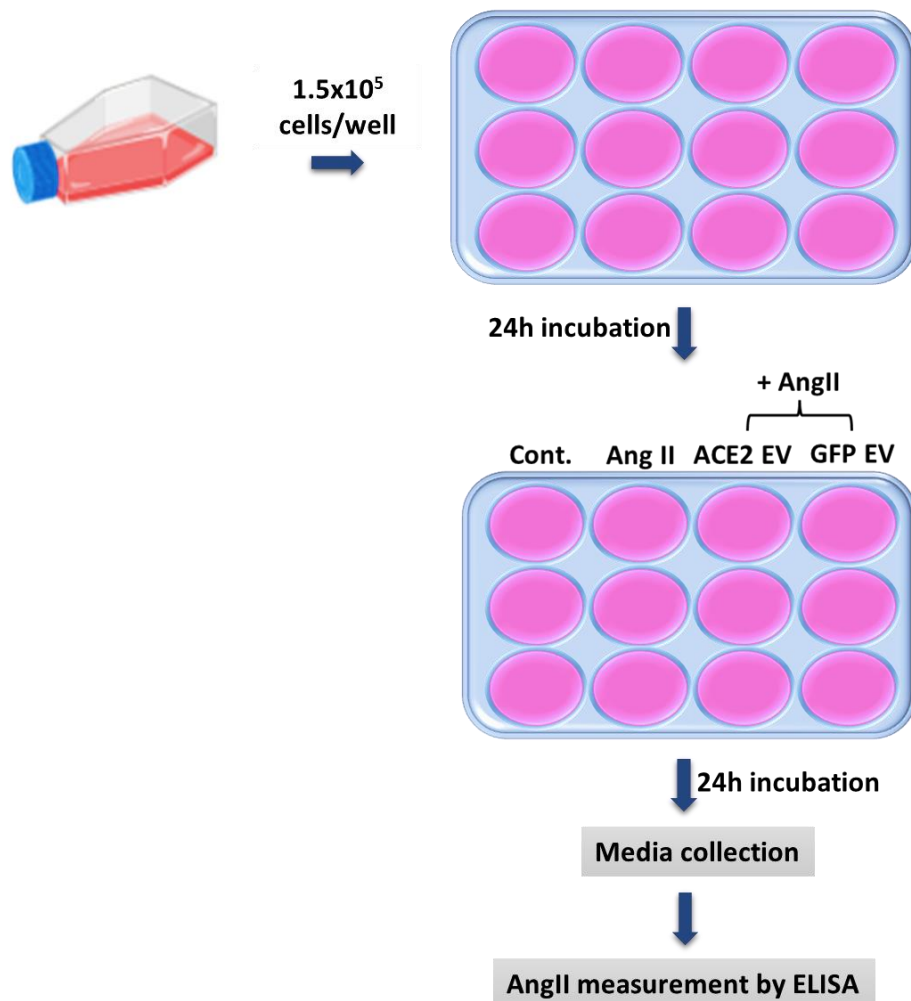 1.5x10⁵
cells/well
24h incubation
+ AngII
Cont. Ang II ACE2 EV GFP EV
24h incubation
Media collection
AngII measurement by ELISA